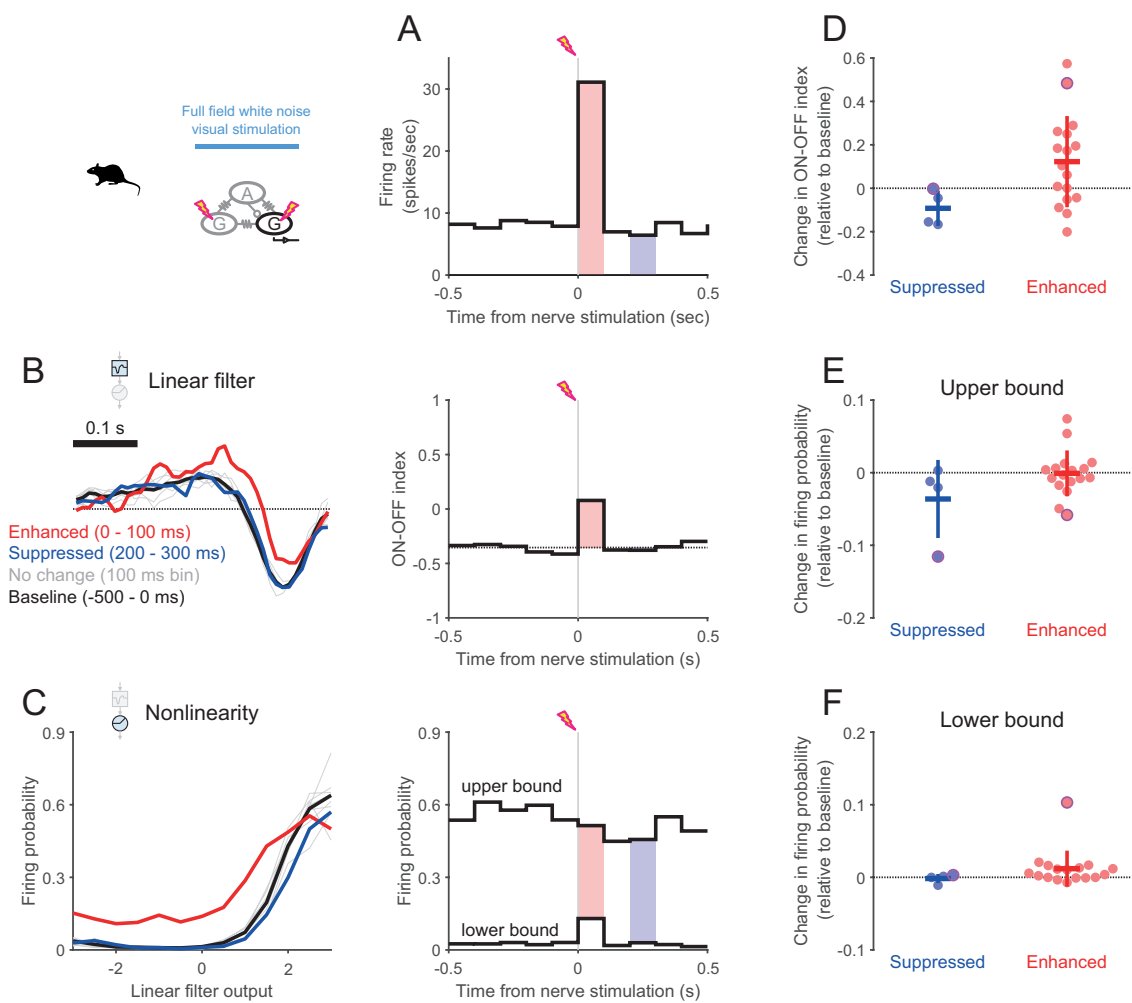 A
D
Full field white noise
visual stimulation
A
G
G
Firing rate
(spikes/sec)
30
20
10
0
-0.5
0
0.5
Time from nerve stimulation (sec)
Change in ON-OFF index
(relative to baseline)
0.6
0.4
0.2
0
-0.2
-0.4
Suppressed
Enhanced
B
Linear filter
0.1 s
Enhanced (0 - 100 ms)
Suppressed (200 - 300 ms)
No change (100 ms bin)
Baseline (-500 - 0 ms)
ON-OFF index
1
0.5
0
-0.5
-1
-0.5
0
0.5
Time from nerve stimulation (s)
E
Upper bound
Change in firing probability
(relative to baseline)
0.1
0
-0.1
-0.2
Suppressed
Enhanced
C
Nonlinearity
Firing probability
0.9
0.6
0.3
0
-2
0
2
Linear filter output
Firing probability
0.9
0.6
0.3
0
upper bound
lower bound
-0.5
0
0.5
Time from nerve stimulation (s)
F
Lower bound
Change in firing probability
(relative to baseline)
0.2
0.1
0
-0.1
Suppressed
Enhanced